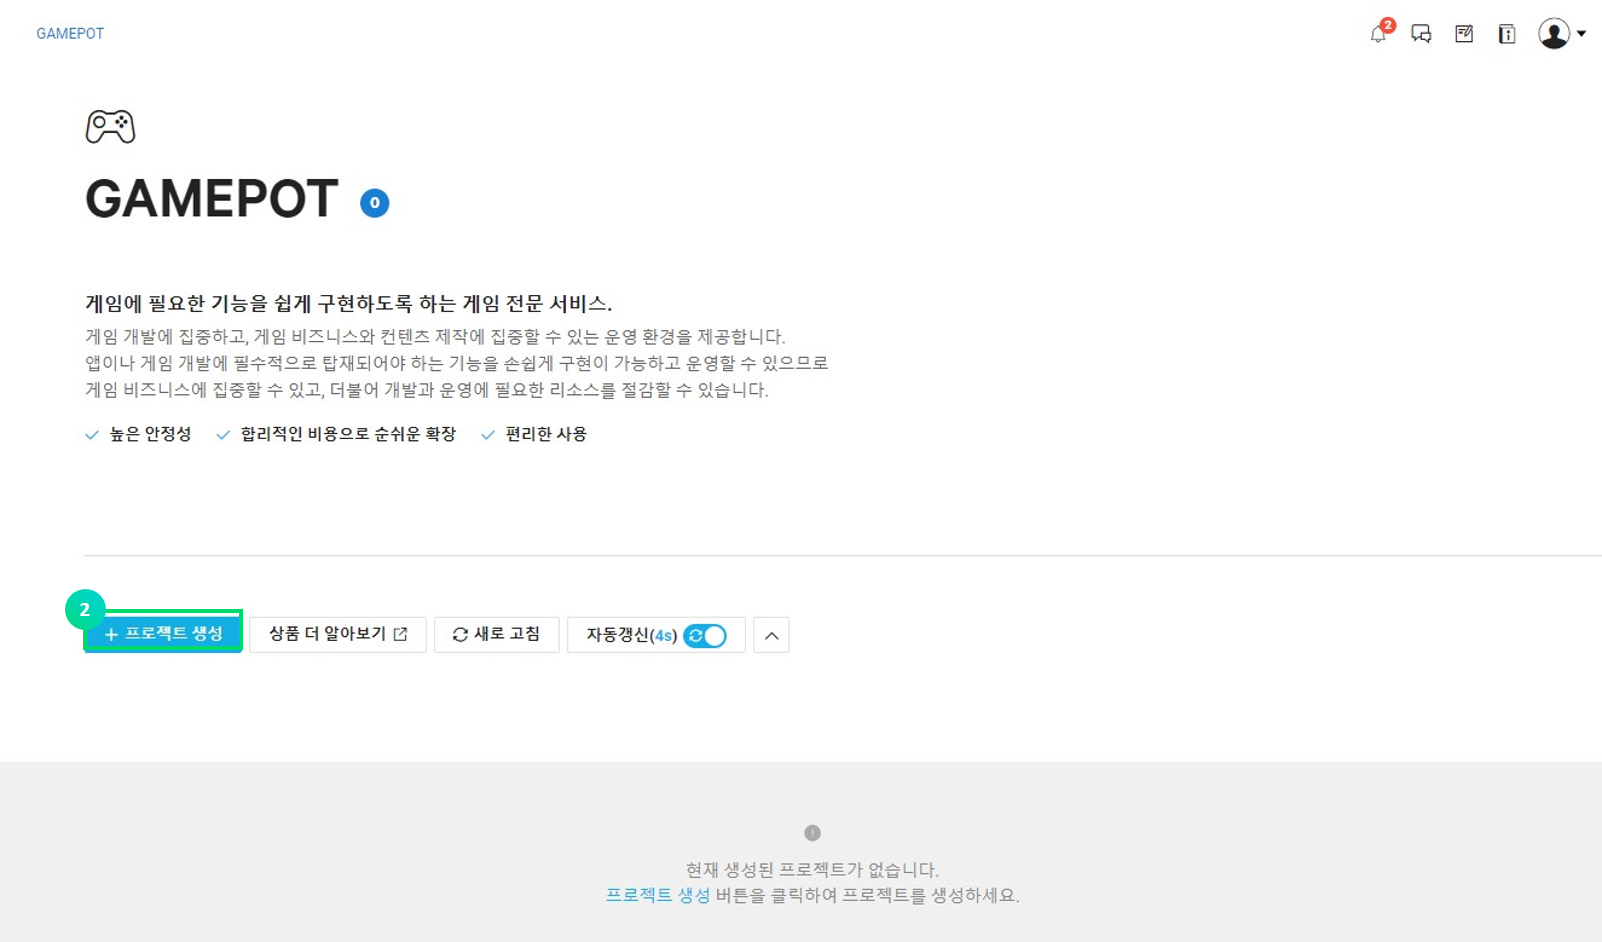 GAMEPOT
2
GAMEPOT 0
게임에 필요한 기능을 쉽게 구현하도록 하는 게임 전문 서비스.
게임 개발에 집중하고, 게임 비즈니스와 컨텐츠 제작에 집중할 수 있는 운영 환경을 제공합니다.
앱이나 게임 개발에 필수적으로 탑재되어야 하는 기능을 손쉽게 구현이 가능하고 운영할 수 있으므로
게임 비즈니스에 집중할 수 있고, 더불어 개발과 운영에 필요한 리소스를 절감할 수 있습니다.
높은 안정성 합리적인 비용으로 손쉬운 확장 편리한 사용
2
+ 프로젝트 생성 상품 더 알아보기 새로 고침 자동갱신(4s)
현재 생성된 프로젝트가 없습니다.
프로젝트 생성 버튼을 클릭하여 프로젝트를 생성하세요.